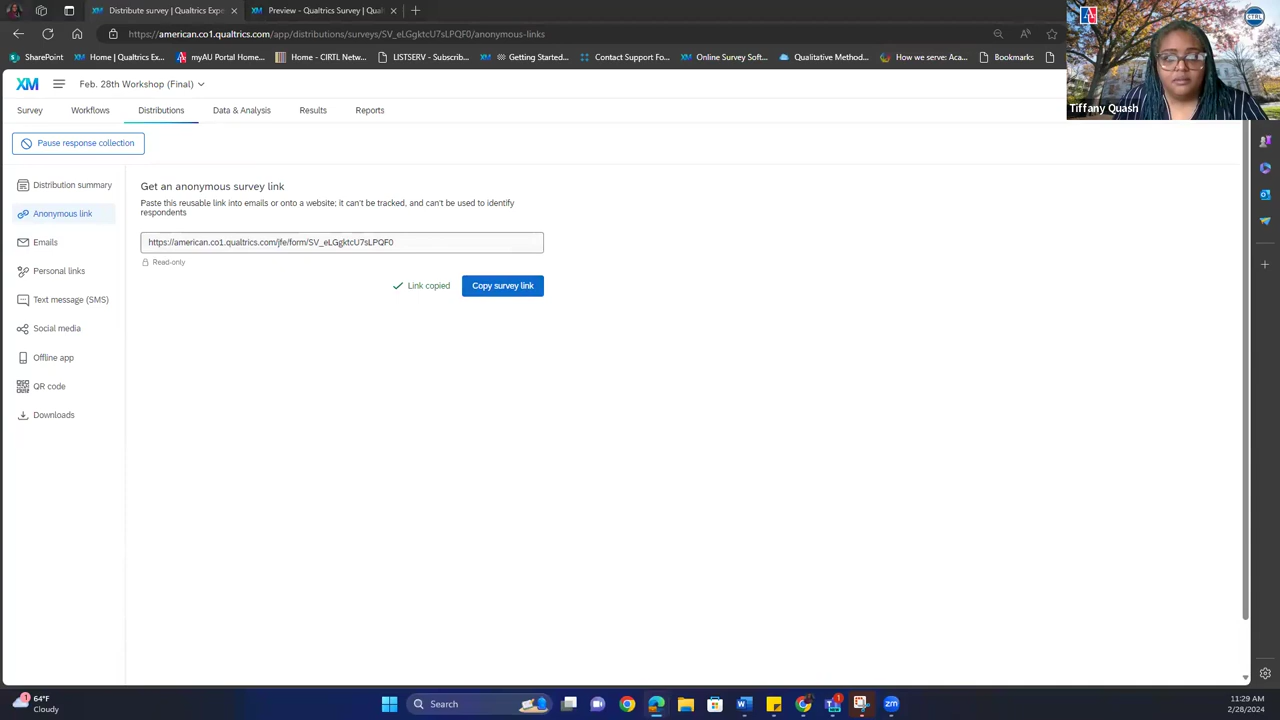 Distribute survey | Qualtrics Expe
Preview - Qualtrics Survey | Qual
https://american.co1.qualtrics.com/app/distributions/surveys/SV_eLGgktcU7sLPQF0/anonymous-links
SharePoint
Home | Qualtrics Ex...
myAU Portal Home...
Home - CIRTL Netw...
LISTSERV - Subscrib...
Getting Started...
Contact Support Fo...
Online Survey Soft...
Qualitative Method...
How we serve: Aca...
Bookmarks
CTRL
Tiffany Quash
XM
Feb. 28th Workshop (Final)
Survey
Workflows
Distributions
Data & Analysis
Results
Reports
Pause response collection
Distribution summary
Anonymous link
Emails
Personal links
Text message (SMS)
Social media
Offline app
QR code
Downloads
Get an anonymous survey link
Paste this reusable link into emails or onto a website; it can't be tracked, and can't be used to identify
respondents
https://american.co1.qualtrics.com/jfe/form/SV_eLGgktcU7sLPQF0
Read-only
Link copied
Copy survey link
1
64°F
Cloudy
Search
1
zm
11:29 AM
2/28/2024